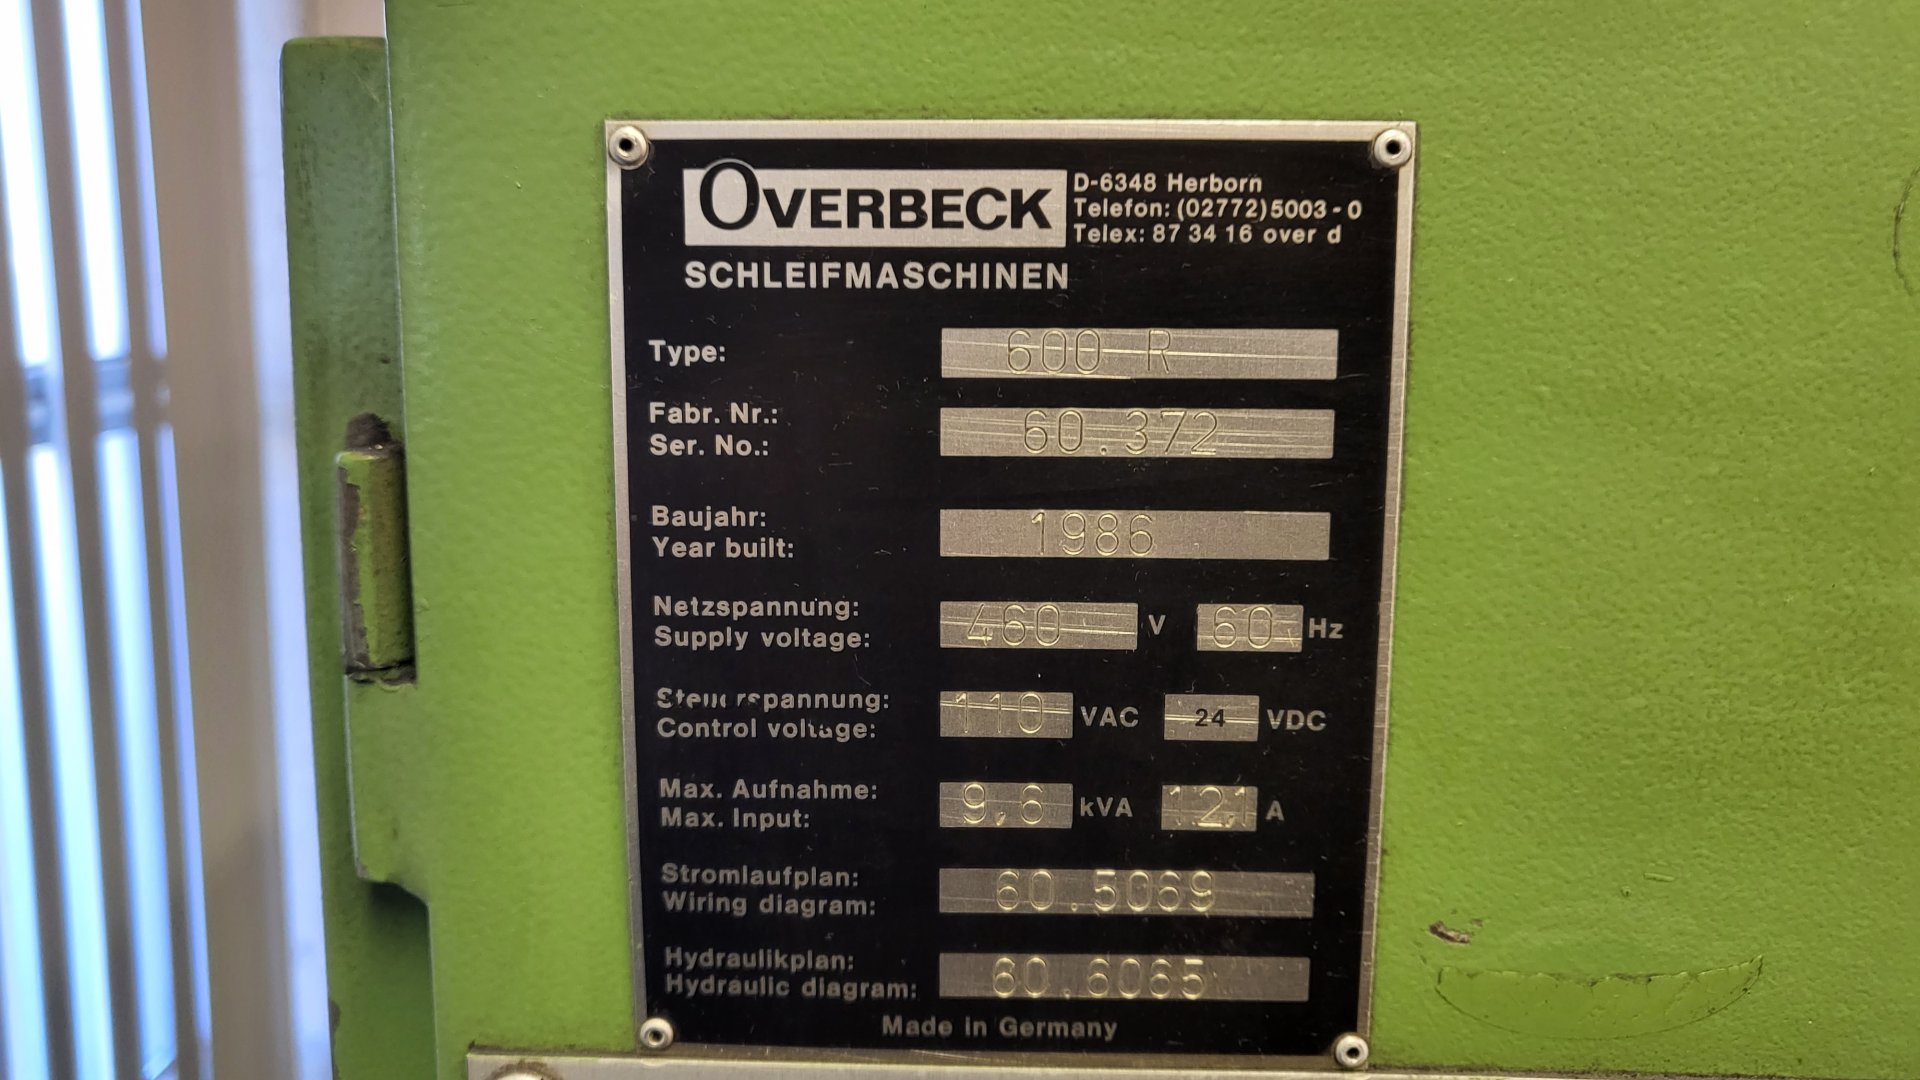 OVERBECK
D-6348 Herborn
Telefon: (02772) 5003 - 0
Telex: 87 34 16 over d
SCHLEIFMASCHINEN
Type: 600 R
Fabr. Nr.:
Ser. No.: 60.372
Baujahr:
Year built: 1986
Netzspannung:
Supply voltage: 460 V 60 Hz
Steuerspannung:
Control voltage: 110 VAC 24 VDC
Max. Aufnahme:
Max. Input: 9,6 kVA 12,1 A
Stromlaufplan:
Wiring diagram: 60.5069
Hydraulikplan:
Hydraulic diagram: 60.6065
Made in Germany